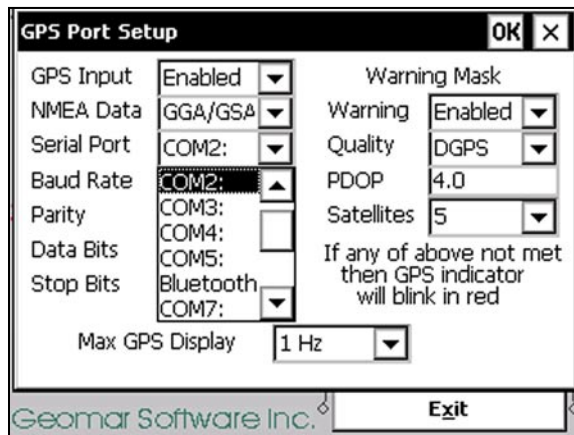 GPS Port Setup OK ×
GPS Input Enabled
NMEA Data GGA/GSA
Serial Port COM2:
Baud Rate COM2:
COM3:
Parity
COM4:
Data Bits COM5:
Stop Bits Bluetooth
COM7:
Warning Mask
Warning Enabled
Quality DGPS
PDOP 4.0
Satellites 5
If any of above not met
then GPS indicator
will blink in red
Max GPS Display 1 Hz
Geomar Software Inc.
Exit